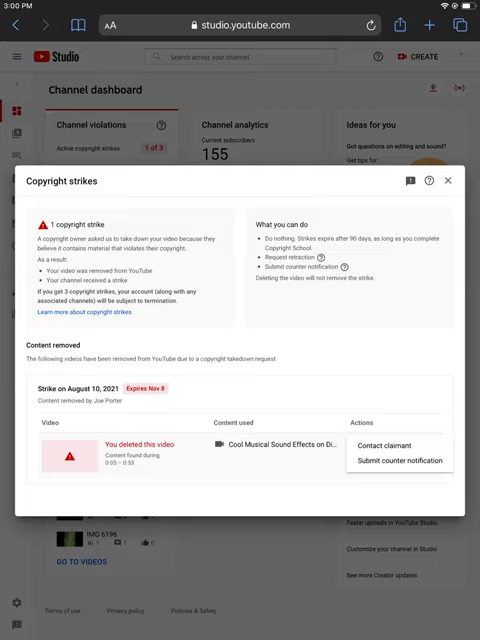 3:00 PM
AA
studio.youtube.com
Studio
Search across your channel
CREATE
Channel dashboard
Channel violations
Active copyright strikes
1 of 3
Channel analytics
Current subscribers
155
Ideas for you
Got questions on editing and sound?
Get tips for
Copyright strikes
1 copyright strike
A copyright owner asked us to take down your video because they
believe it contains material that violates their copyright.
As a result:
• Your video was removed from YouTube
• Your channel received a strike
If you get 3 copyright strikes, your account (along with any
associated channels) will be subject to termination.
Learn more about copyright strikes
What you can do
• Do nothing. Strikes expire after 90 days, as long as you complete
Copyright School.
• Request retraction
• Submit counter notification
Deleting the video will not remove the strike.
Content removed
The following videos have been removed from YouTube due to a copyright takedown request
Strike on August 10, 2021
Expires Nov 8
Content removed by Joe Porter
Video
Content used
Actions
You deleted this video
Content found during
0:05 – 0:53
Cool Musical Sound Effects on Di...
Contact claimant
Submit counter notification
IMG 6196
1
1
0
GO TO VIDEOS
Faster uploads in YouTube Studio
Customize your channel in Studio
See more Creator updates
Terms of use
Privacy policy
Policies & Safety